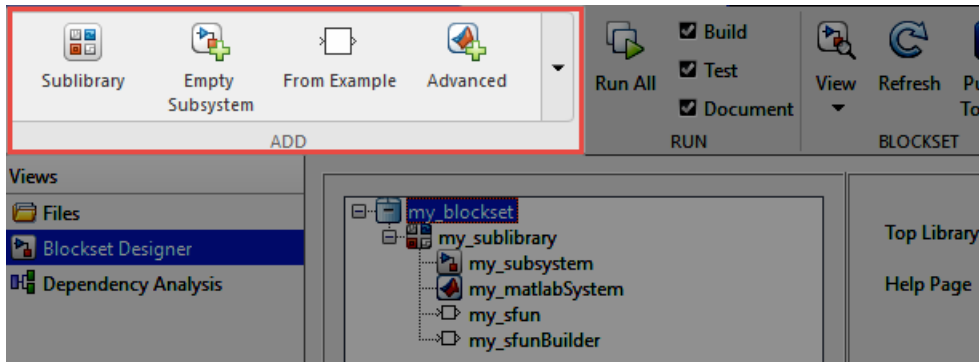 Sublibrary
Empty
Subsystem
From Example
Advanced
ADD
Run All
Build
Test
Document
RUN
View
Refresh
BLOCKSET
Views
Files
Blockset Designer
Dependency Analysis
my_blockset
my_sublibrary
my_subsystem
my_matlabSystem
my_sfun
my_sfunBuilder
Top Library
Help Page